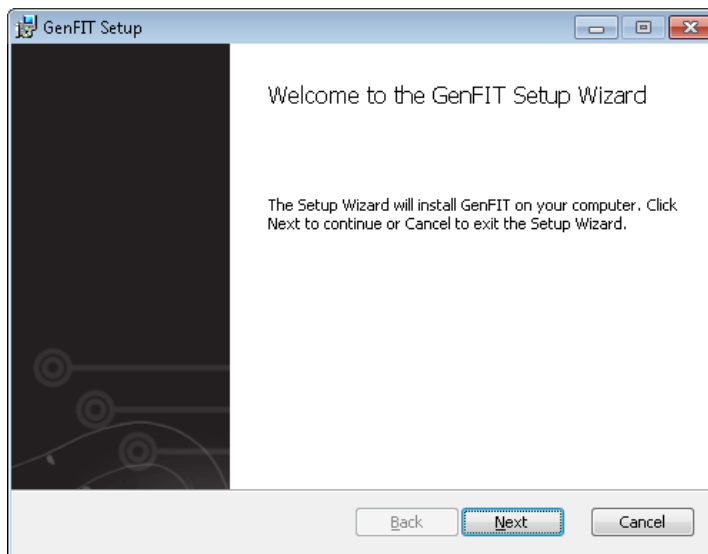 GenFIT Setup
Welcome to the GenFIT Setup Wizard
The Setup Wizard will install GenFIT on your computer. Click
Next to continue or Cancel to exit the Setup Wizard.
Back Next Cancel